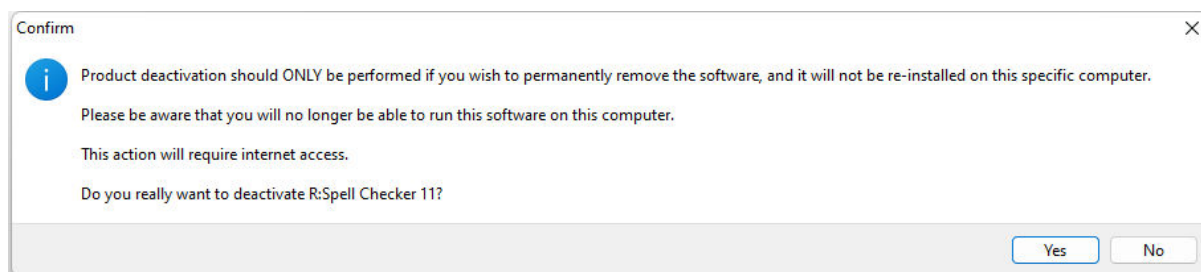 Confirm
Product deactivation should ONLY be performed if you wish to permanently remove the software, and it will not be re-installed on this specific computer.
Please be aware that you will no longer be able to run this software on this computer.
This action will require internet access.
Do you really want to deactivate R:Spell Checker 11?
Yes No